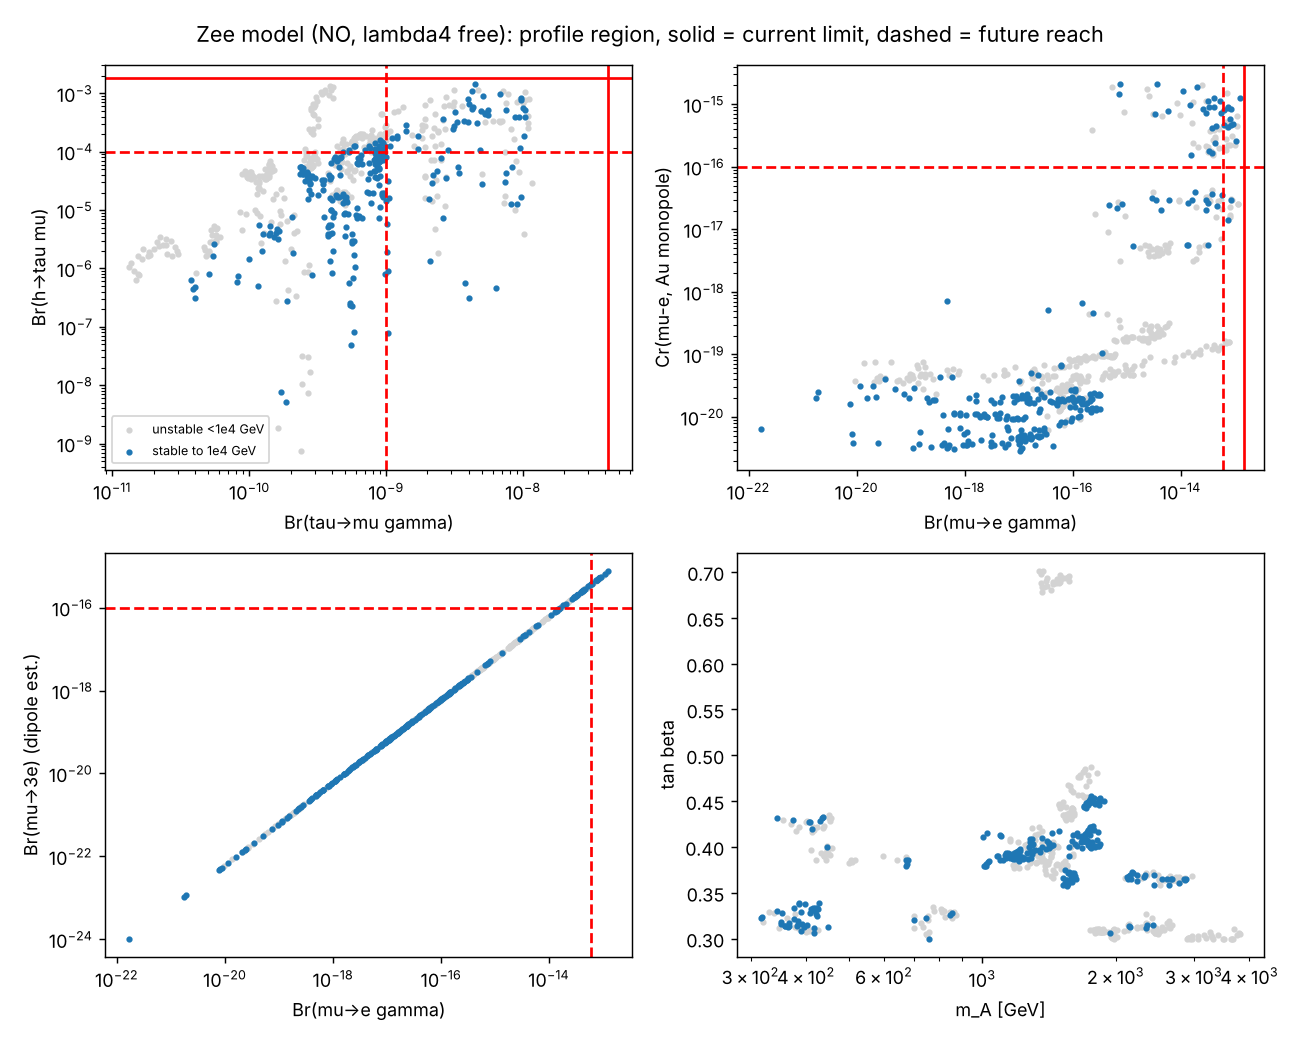 Zee model (NO, lambda4 free): profile region, solid = current limit, dashed = future reach
Br(h→tau mu)
10⁻³
10⁻⁴
10⁻⁵
10⁻⁶
10⁻⁷
10⁻⁸
10⁻⁹
unstable <1e4 GeV
stable to 1e4 GeV
10⁻¹¹ 10⁻¹⁰ 10⁻⁹ 10⁻⁸
Br(tau→mu gamma)
Cr(mu-e, Au monopole)
10⁻¹⁵
10⁻¹⁶
10⁻¹⁷
10⁻¹⁸
10⁻¹⁹
10⁻²⁰
10⁻²² 10⁻²⁰ 10⁻¹⁸ 10⁻¹⁶ 10⁻¹⁴
Br(mu→e gamma)
Br(mu→3e) (dipole est.)
10⁻¹⁶
10⁻¹⁸
10⁻²⁰
10⁻²²
10⁻²⁴
10⁻²² 10⁻²⁰ 10⁻¹⁸ 10⁻¹⁶ 10⁻¹⁴
Br(mu→e gamma)
tan beta
0.70
0.65
0.60
0.55
0.50
0.45
0.40
0.35
0.30
3 × 10² 4 × 10² 6 × 10² 10³ 2 × 10³ 3 × 10³ 4 × 10³
m_A [GeV]